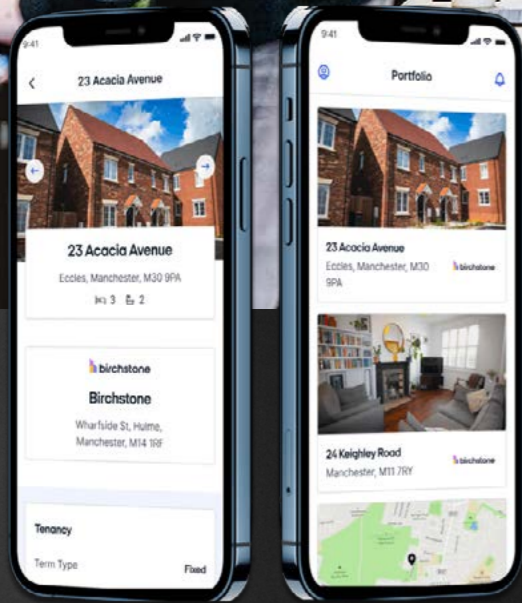 9:41
23 Acacia Avenue
23 Acacia Avenue
Eccles, Manchester, M30 9PA
3 2
birchstone
Birchstone
Wharfside St, Hulme,
Manchester, M14 1RF
Tenancy
Term Type Fixed
9:41
Portfolio
23 Acacia Avenue
Eccles, Manchester, M30
9PA
birchstone
24 Keighley Road
Manchester, M11 7RY
birchstone